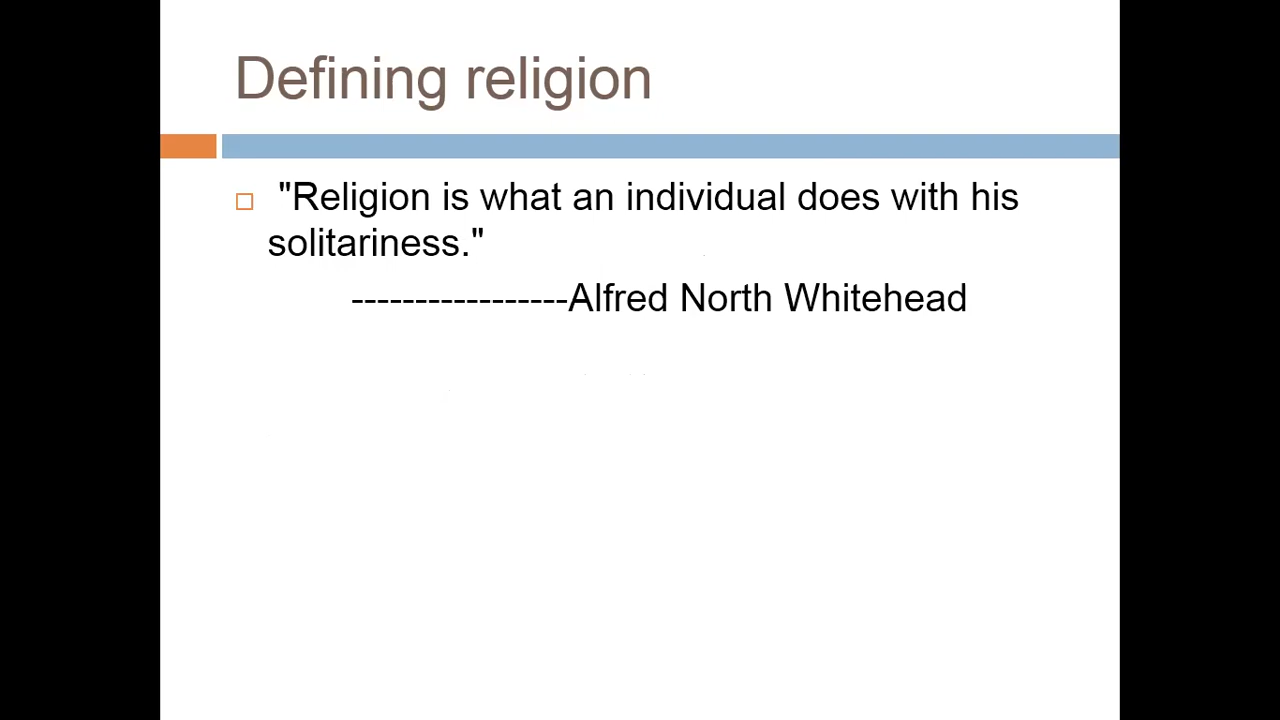 Defining religion
"Religion is what an individual does with his
solitariness."
-----------------Alfred North Whitehead